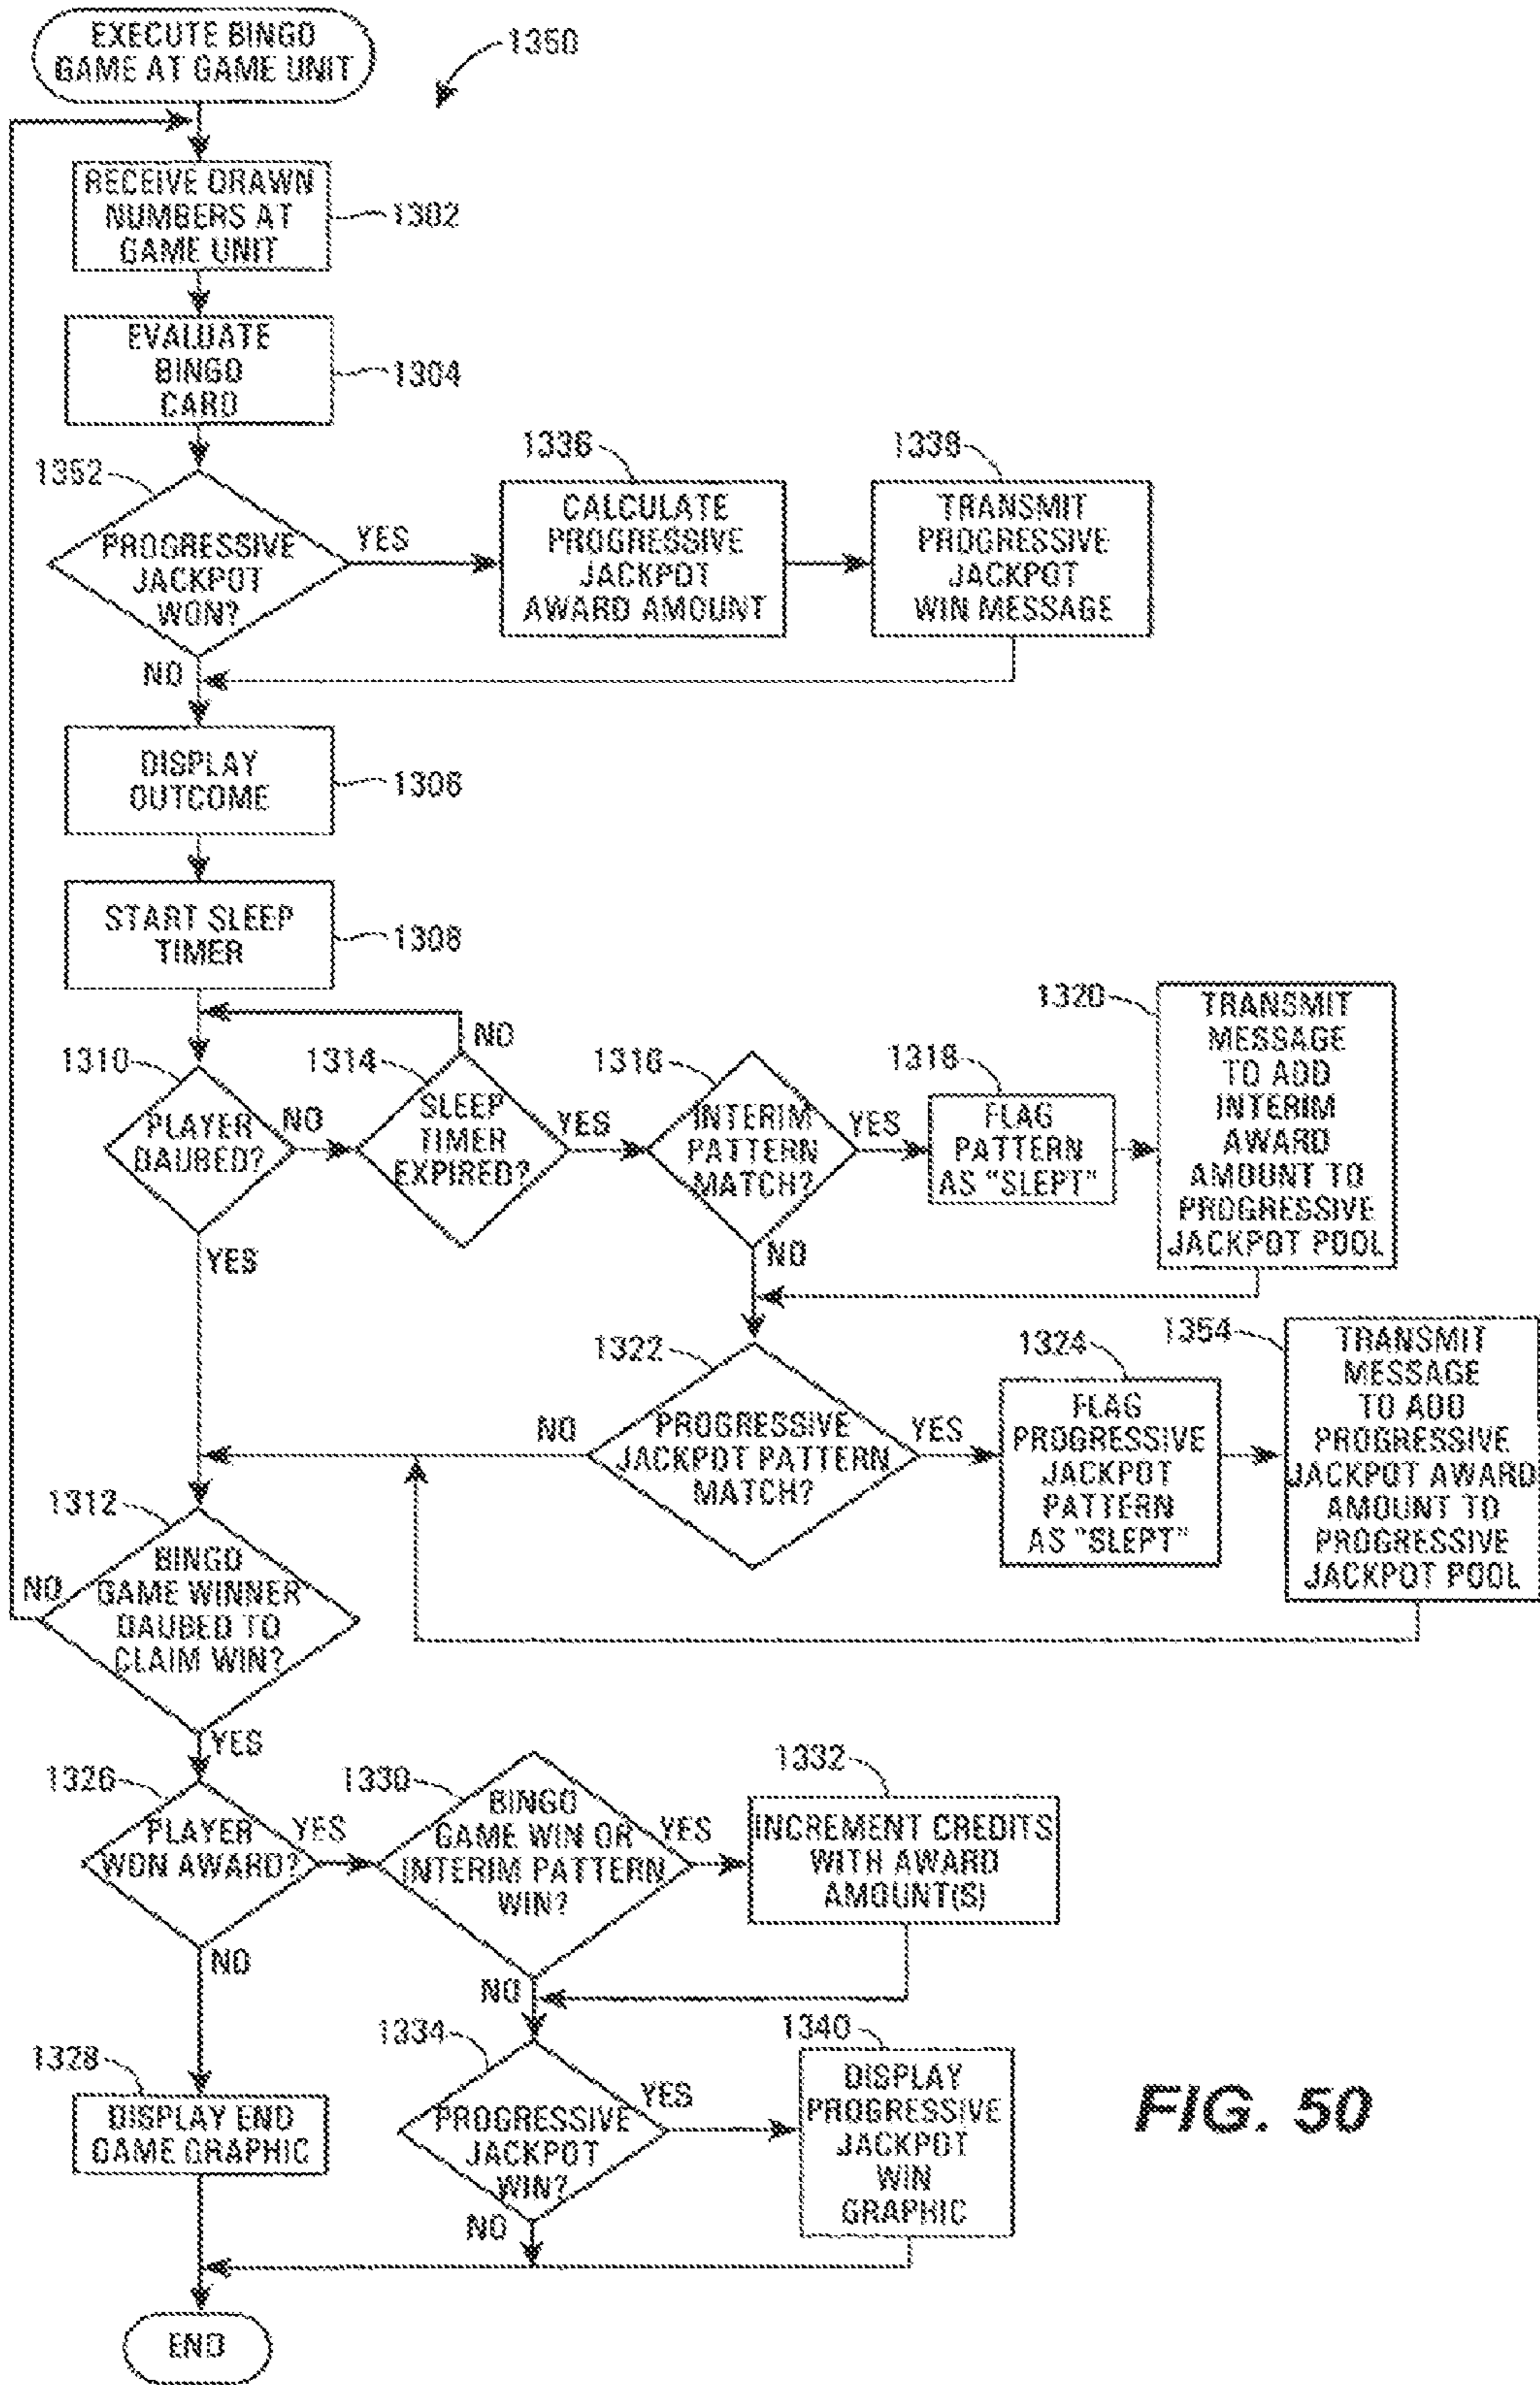 EXECUTE BINGO
GAME AT GAME UNIT
1350
RECEIVE DRAWN
NUMBERS AT
GAME UNIT
1302
EVALUATE
BINGO
CARD
1304
1352
PROGRESSIVE
JACKPOT
WON?
YES
NO
1336
CALCULATE
PROGRESSIVE
JACKPOT
AWARD AMOUNT
1338
TRANSMIT
PROGRESSIVE
JACKPOT
WIN MESSAGE
DISPLAY
OUTCOME
1306
START SLEEP
TIMER
1308
1310
PLAYER
DAUBED?
NO
YES
1314
SLEEP
TIMER
EXPIRED?
NO
YES
1316
INTERIM
PATTERN
MATCH?
YES
NO
1318
FLAG
PATTERN
AS "SLEPT"
1320
TRANSMIT
MESSAGE
TO ADD
INTERIM
AWARD
AMOUNT TO
PROGRESSIVE
JACKPOT POOL
1322
PROGRESSIVE
JACKPOT PATTERN
MATCH?
NO
YES
1324
FLAG
PROGRESSIVE
JACKPOT
PATTERN
AS "SLEPT"
1354
TRANSMIT
MESSAGE
TO ADD
PROGRESSIVE
JACKPOT AWARD
AMOUNT TO
PROGRESSIVE
JACKPOT POOL
1312
BINGO
GAME WINNER
DAUBED TO
CLAIM WIN?
NO
YES
1326
PLAYER
WON AWARD?
YES
NO
1330
BINGO
GAME WIN OR
INTERIM PATTERN
WIN?
YES
NO
1332
INCREMENT CREDITS
WITH AWARD
AMOUNT(S)
1328
DISPLAY END
GAME GRAPHIC
1334
PROGRESSIVE
JACKPOT
WIN?
YES
NO
1340
DISPLAY
PROGRESSIVE
JACKPOT
WIN
GRAPHIC
END
FIG. 50